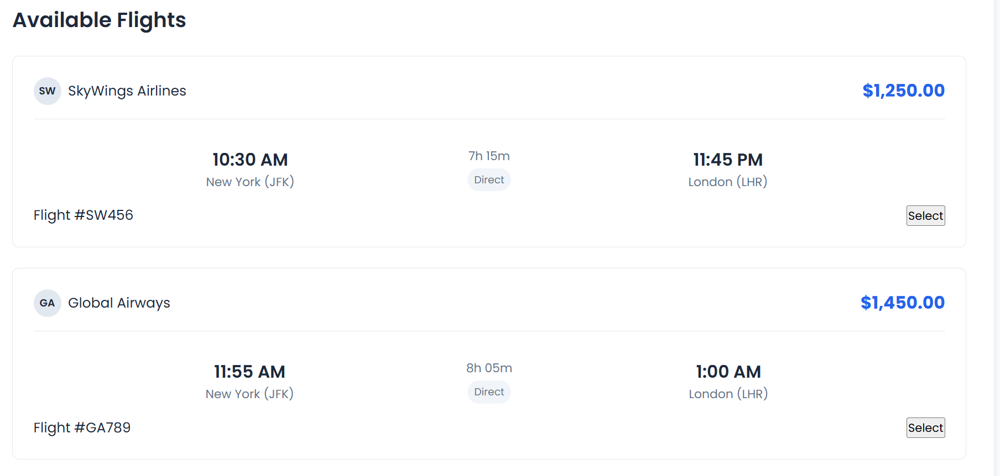 Available Flights
SW SkyWings Airlines $1,250.00
10:30 AM 7h 15m 11:45 PM
New York (JFK) Direct London (LHR)
Flight #SW456 Select
GA Global Airways $1,450.00
11:55 AM 8h 05m 1:00 AM
New York (JFK) Direct London (LHR)
Flight #GA789 Select